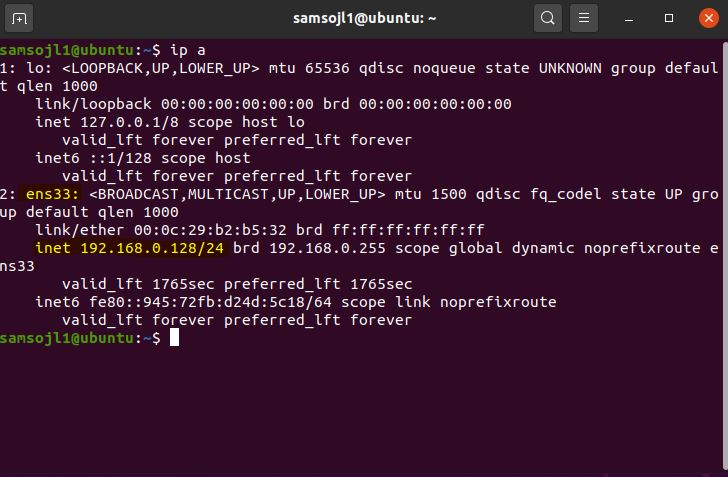 samsojl1@ubuntu: ~
samsojl1@ubuntu:~$ ip a
1: lo: <LOOPBACK,UP,LOWER_UP> mtu 65536 qdisc noqueue state UNKNOWN group defaul
t qlen 1000
    link/loopback 00:00:00:00:00:00 brd 00:00:00:00:00:00
    inet 127.0.0.1/8 scope host lo
       valid_lft forever preferred_lft forever
    inet6 ::1/128 scope host
       valid_lft forever preferred_lft forever
2: ens33: <BROADCAST,MULTICAST,UP,LOWER_UP> mtu 1500 qdisc fq_codel state UP gro
up default qlen 1000
    link/ether 00:0c:29:b2:b5:32 brd ff:ff:ff:ff:ff:ff
    inet 192.168.0.128/24 brd 192.168.0.255 scope global dynamic noprefixroute e
ns33
       valid_lft 1765sec preferred_lft 1765sec
    inet6 fe80::945:72fb:d24d:5c18/64 scope link noprefixroute
       valid_lft forever preferred_lft forever
samsojl1@ubuntu:~$